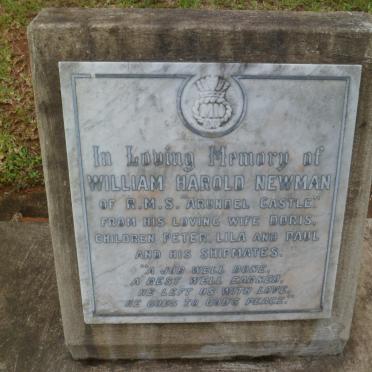 In Loving Memory of
WILLIAM HAROLD NEWMAN
OF R.M.S. ARUNDEL CASTLE"
FROM HIS LOVING WIFE DORIS,
CHILDREN PETER, LILA AND PAUL
AND HIS SHIPMATES.
"A JOB WELL DONE,
A REST WELL EARNED,
HE LEFT US WITH LOVE,
HE GOES TO GODS PEACE."